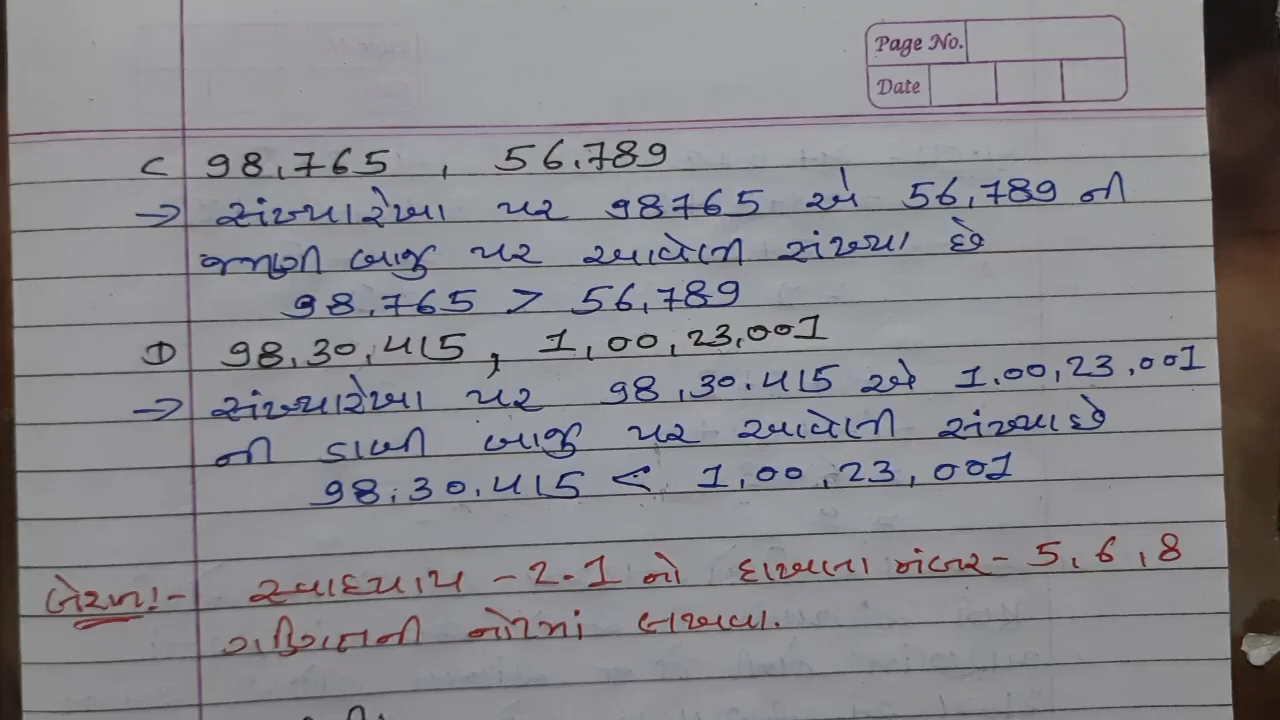 Page No.
Date
C 98,765 , 56,789
→ સંખ્યારેખા પર 98765 એ 56,789 ની
જમણી બાજુ પર આવેલી સંખ્યા છે
98,765 > 56,789
D 98,30,415, 1,00,23,001
→ સંખ્યારેખા પર 98,30,415 એ 1,00,23,001
ની ડાબી બાજુ પર આવેલી સંખ્યા છે
98,30,415 < 1,00,23,001
લેસન:- સ્વાધ્યાય -2.1 નો દાખલા નંબર- 5, 6, 8
ગણિતની નોટમાં લખવા.